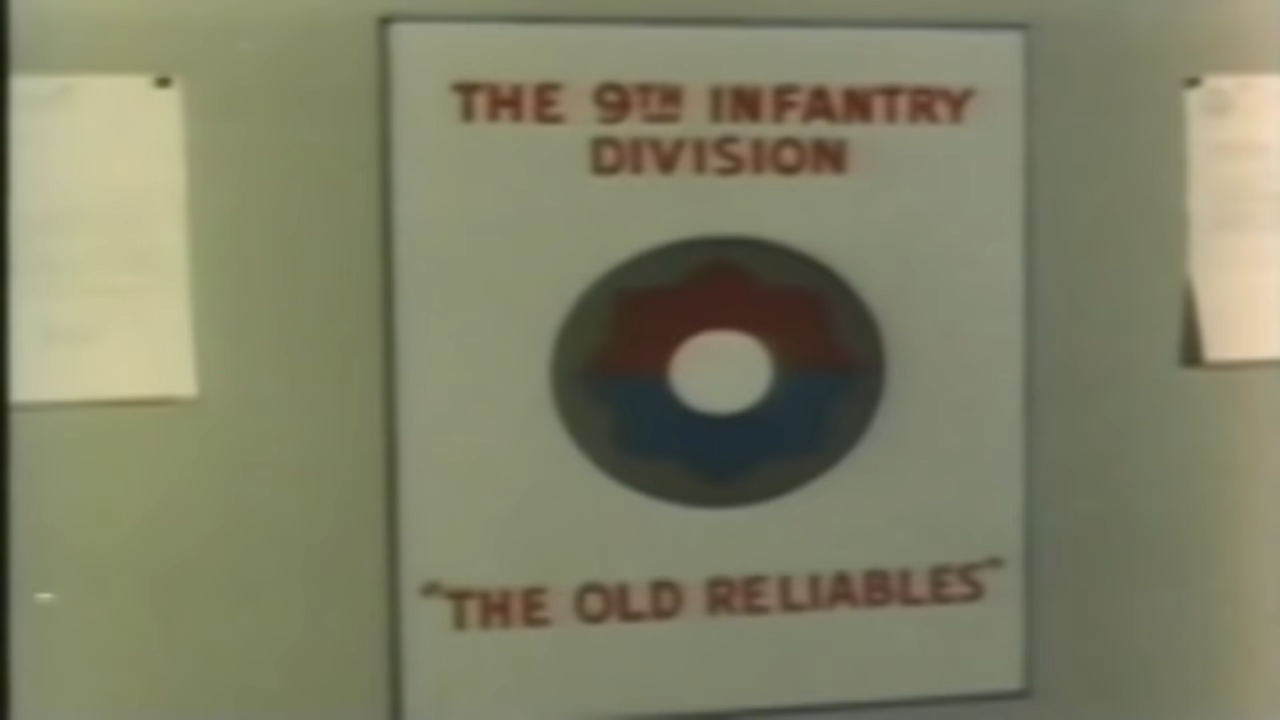 THE 9TH INFANTRY
DIVISION
"THE OLD RELIABLES"